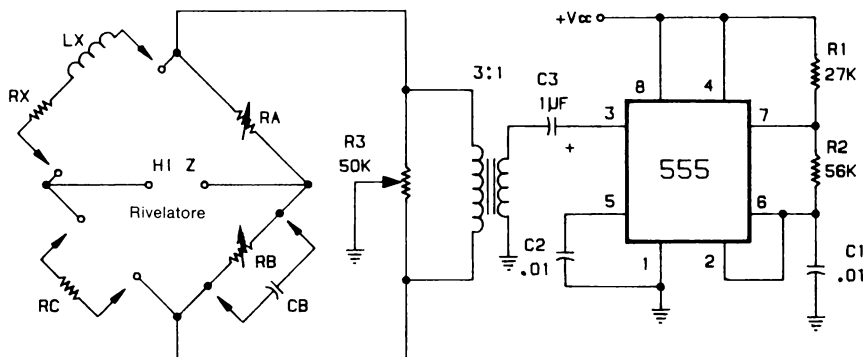 LX
RX
RA
HI Z
Rivelatore
RB
RC
CB
R3
50K
3:1
C3
1µF
+
+Vcc
8
4
3
7
555
5
6
1
2
C2
.01
R1
27K
R2
56K
C1
.01